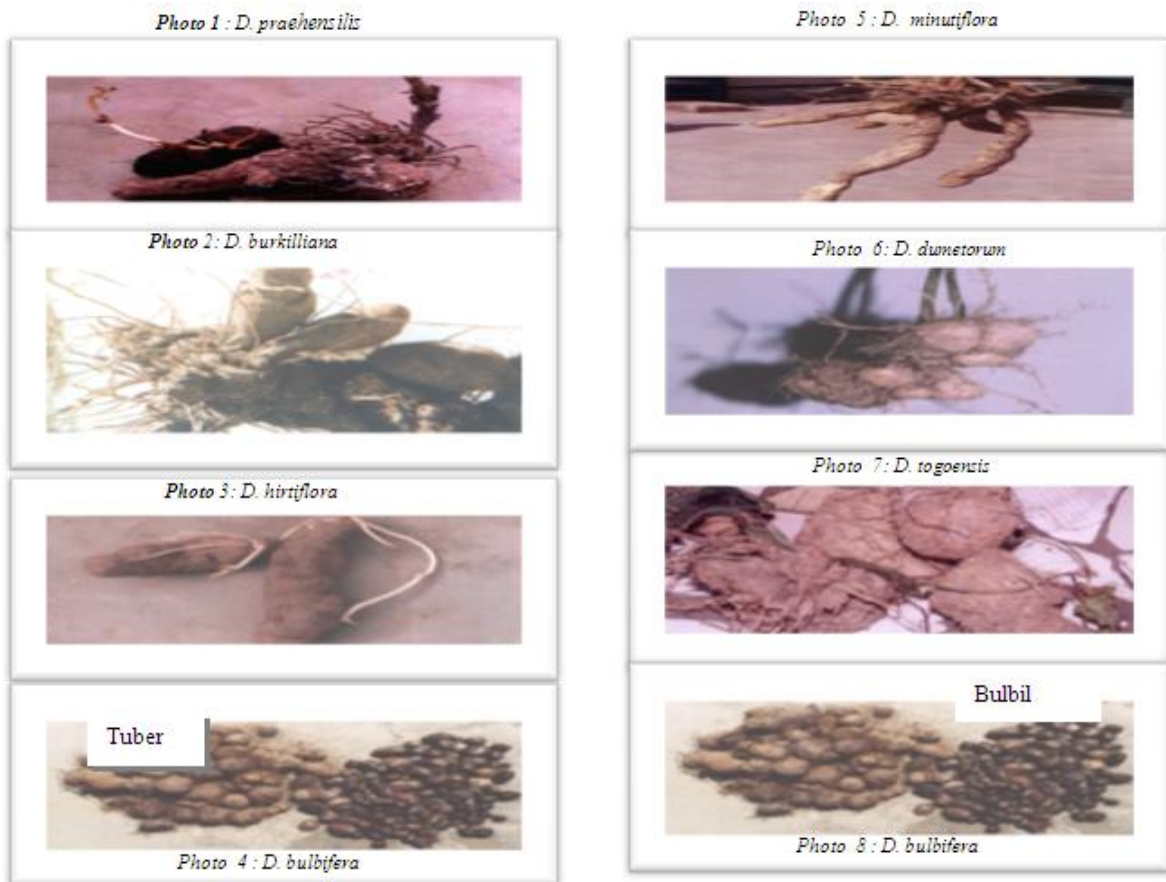 Photo 1 : D. praehensilis
Photo 2 : D. burkilliana
Photo 3 : D. hirtiflora
Tuber
Photo 4 : D. bulbifera
Photo 5 : D. minutiflora
Photo 6 : D. dumetorum
Photo 7 : D. togoensis
Bulbil
Photo 8 : D. bulbifera